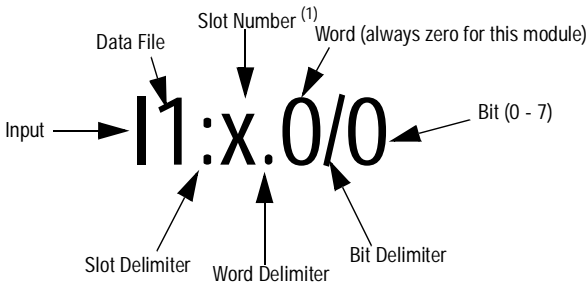 Slot Number (1)
Data File
Word (always zero for this module)
Input
I1:x.0/0
Bit (0 - 7)
Slot Delimiter
Word Delimiter
Bit Delimiter